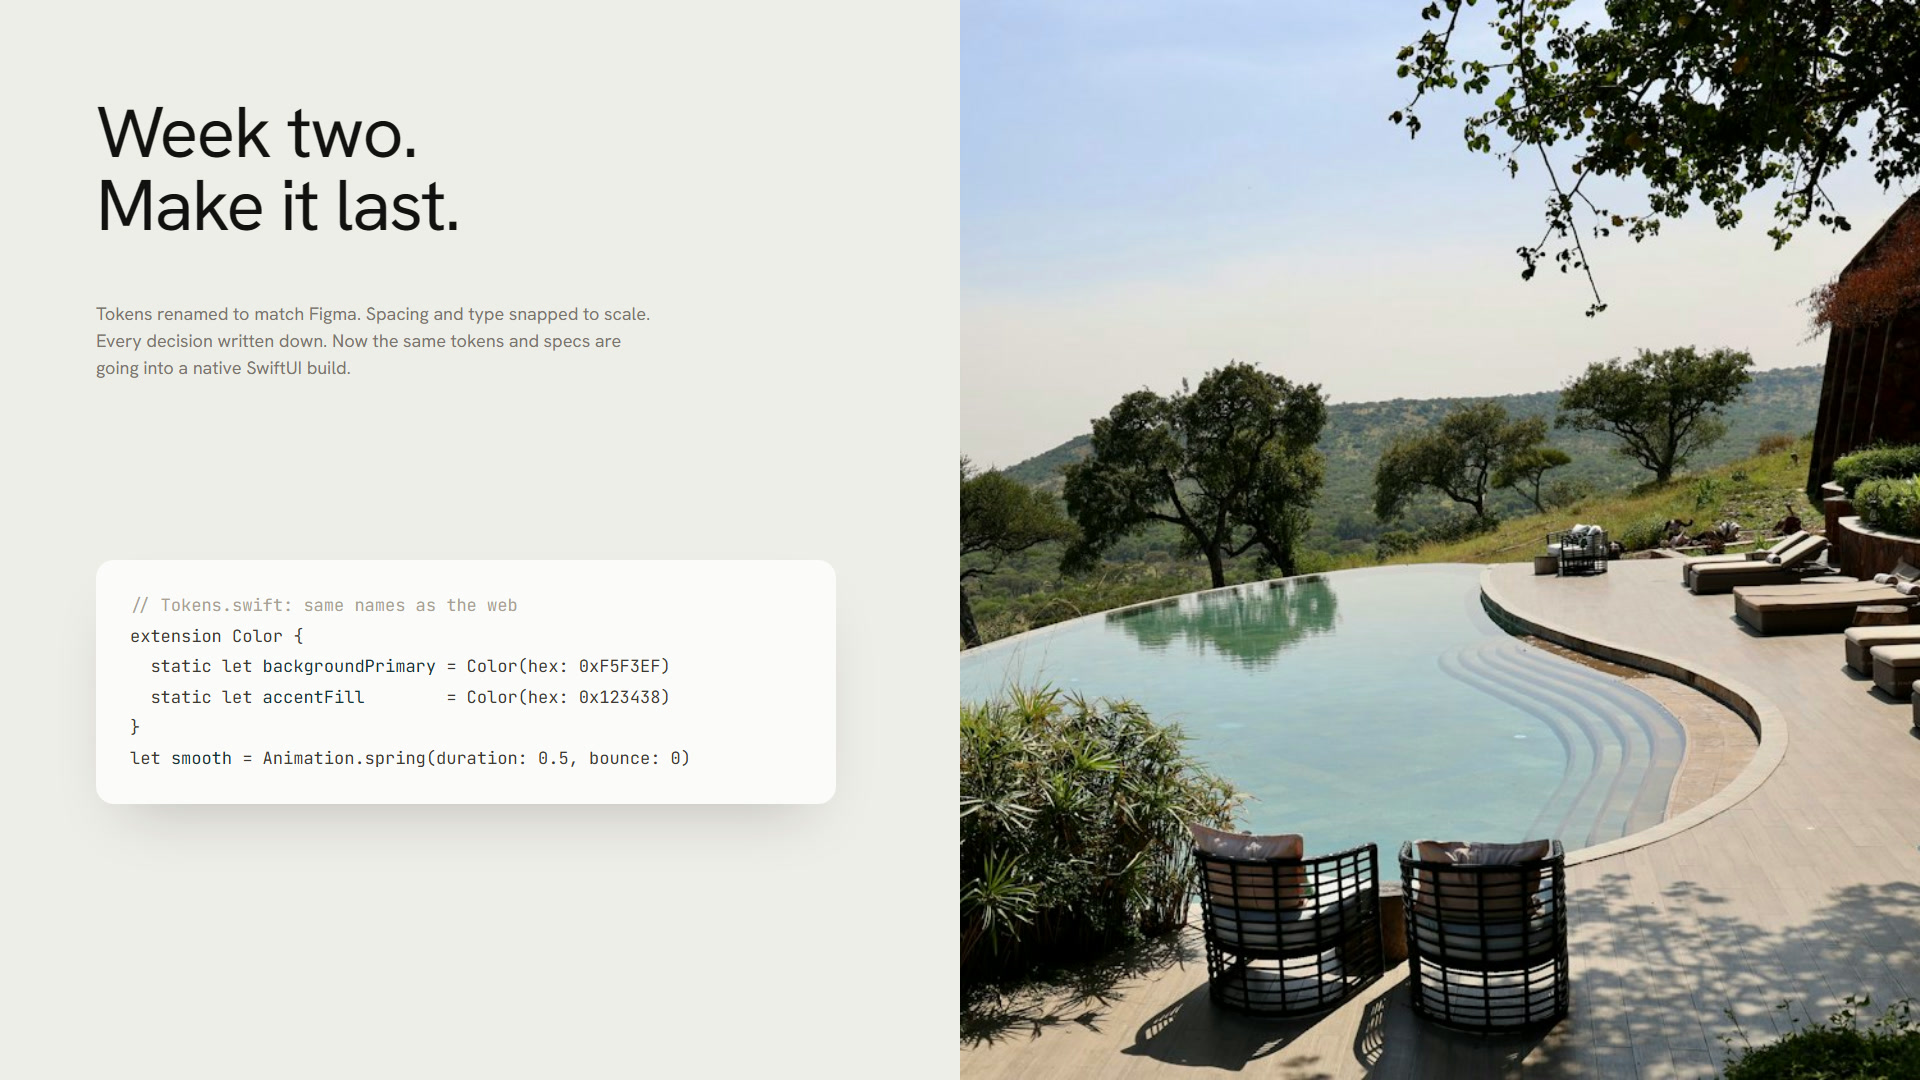 Week two.
Make it last.
Tokens renamed to match Figma. Spacing and type snapped to scale.
Every decision written down. Now the same tokens and specs are
going into a native SwiftUI build.
// Tokens.swift: same names as the web
extension Color {
  static let backgroundPrimary = Color(hex: 0xF5F3EF)
  static let accentFill        = Color(hex: 0x123438)
}
let smooth = Animation.spring(duration: 0.5, bounce: 0)